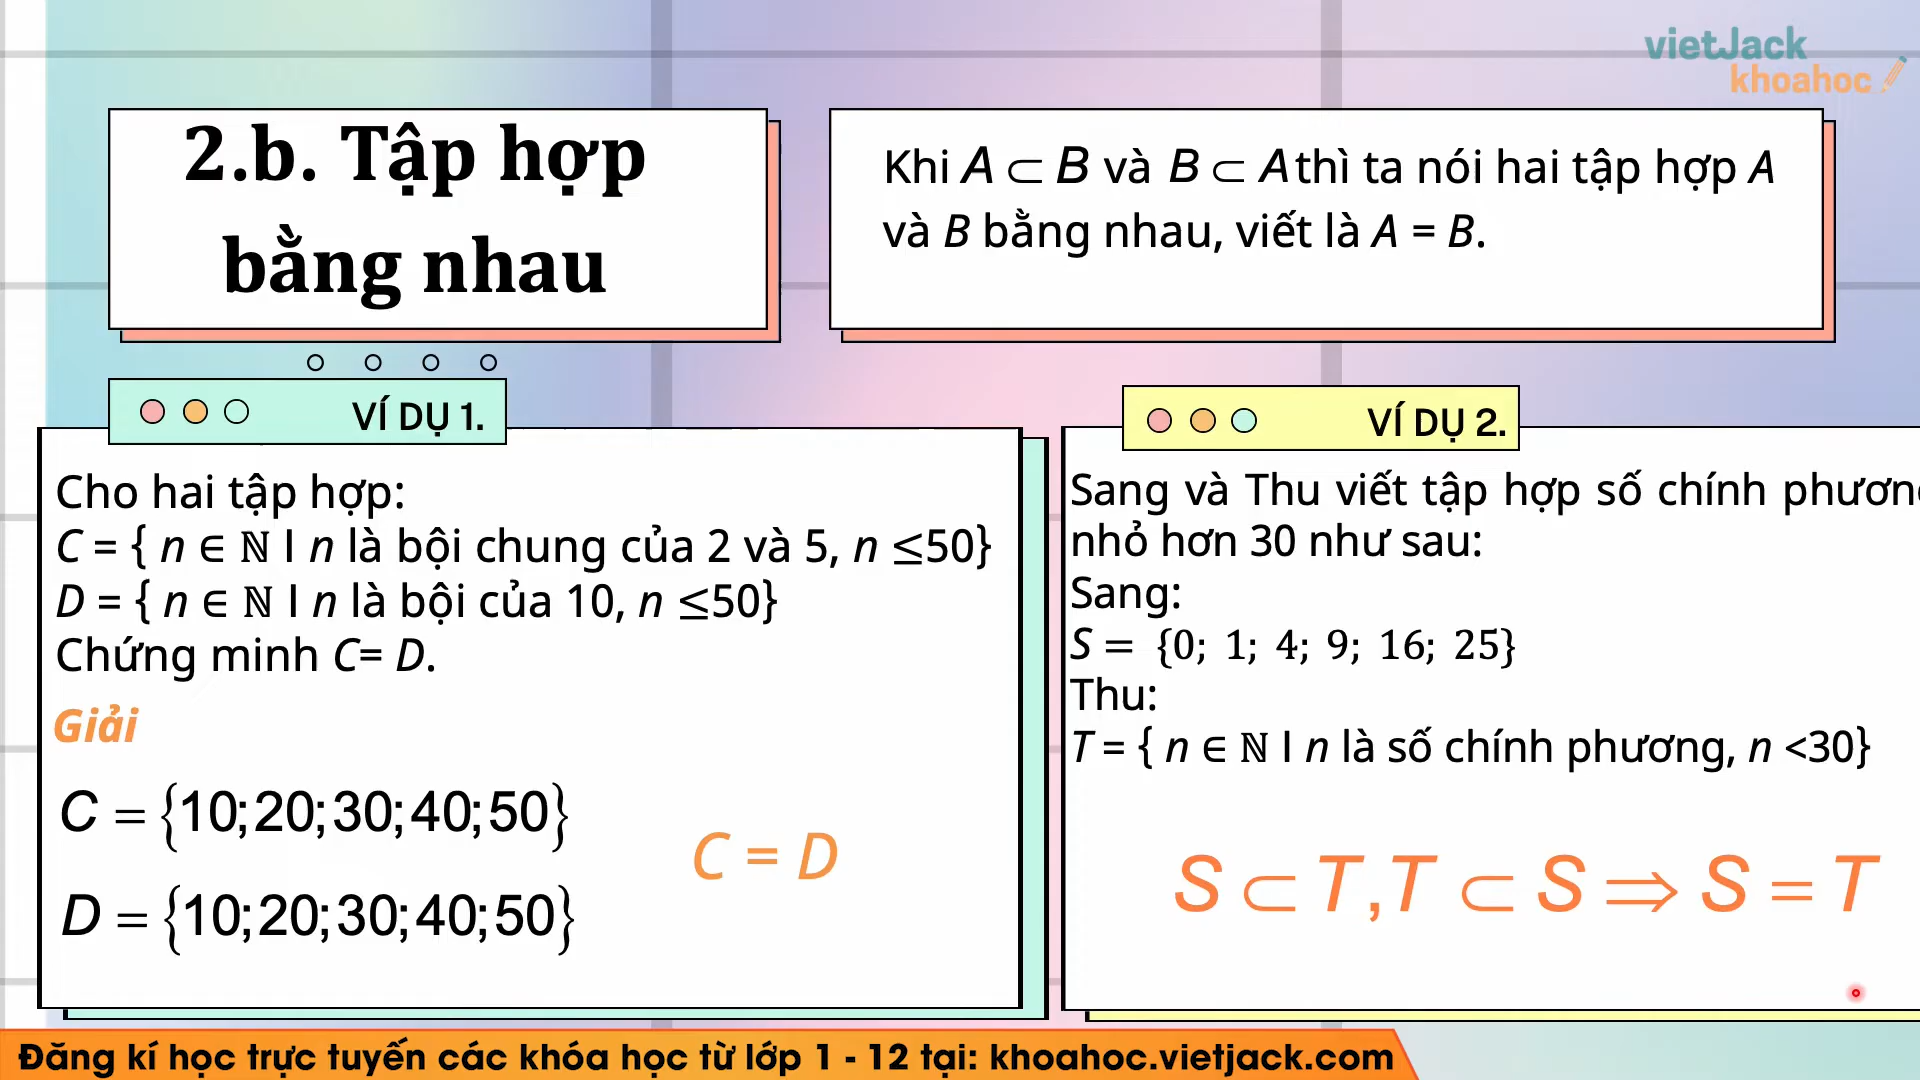 vietJack
khoahoc
2.b. Tập hợp
bằng nhau
Khi A ⊂ B và B ⊂ A thì ta nói hai tập hợp A
và B bằng nhau, viết là A = B.
VÍ DỤ 1.
Cho hai tập hợp:
C = { n ∈ ℕ I n là bội chung của 2 và 5, n ≤50}
D = { n ∈ ℕ I n là bội của 10, n ≤50}
Chứng minh C= D.
Giải
C = {10;20;30;40;50}
D = {10;20;30;40;50}
C = D
VÍ DỤ 2.
Sang và Thu viết tập hợp số chính phương
nhỏ hơn 30 như sau:
Sang:
S = {0; 1; 4; 9; 16; 25}
Thu:
T = { n ∈ ℕ I n là số chính phương, n <30}
S ⊂ T,T ⊂ S ⇒ S = T
Đăng kí học trực tuyến các khóa học từ lớp 1 - 12 tại: khoahoc.vietjack.com